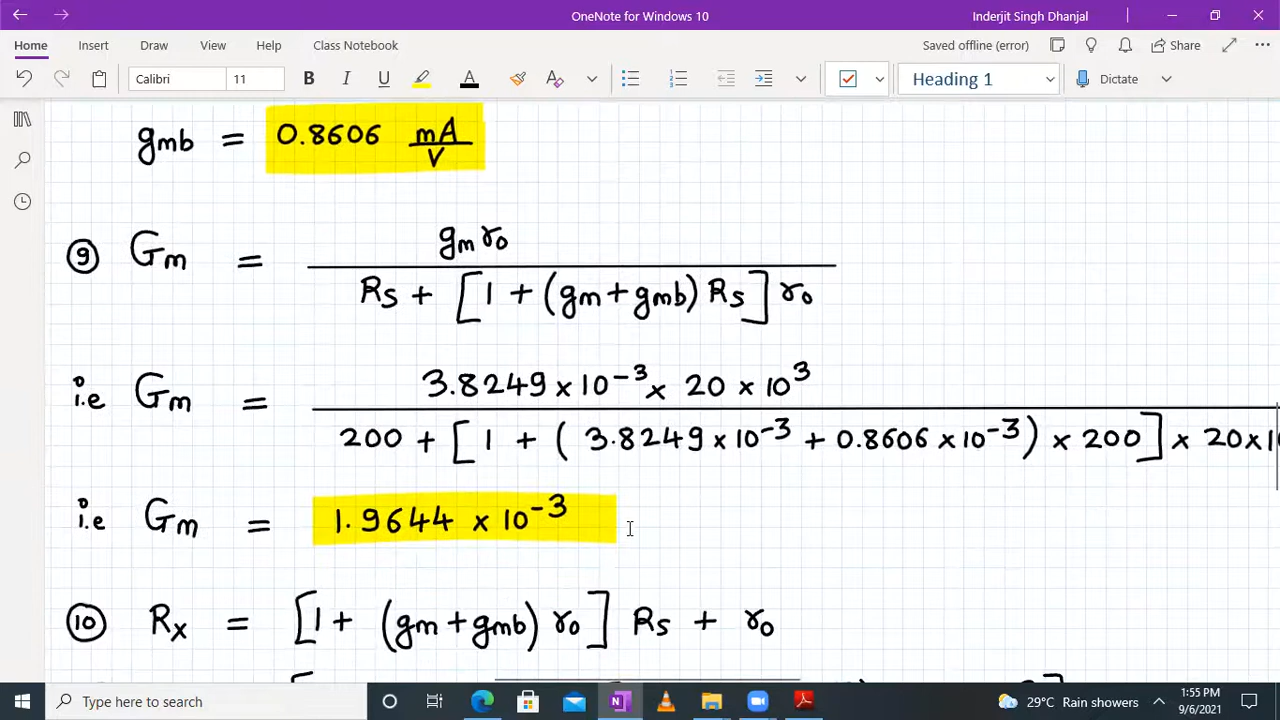 OneNote for Windows 10
Inderjit Singh Dhanjal
Home Insert Draw View Help Class Notebook
Saved offline (error)
Share
Calibri 11 B I U A
Heading 1
Dictate
gmb = 0.8606 mA/V
⑨ Gm = gm ro / Rs + [1 + (gm + gmb) Rs] ro
i.e Gm = 3.8249 × 10⁻³ × 20 × 10³ / 200 + [1 + (3.8249 × 10⁻³ + 0.8606 × 10⁻³) × 200] × 20×1
i.e Gm = 1.9644 × 10⁻³
⑩ Rx = [1 + (gm + gmb) ro] Rs + ro
Type here to search
29°C Rain showers
1:55 PM
9/6/2021